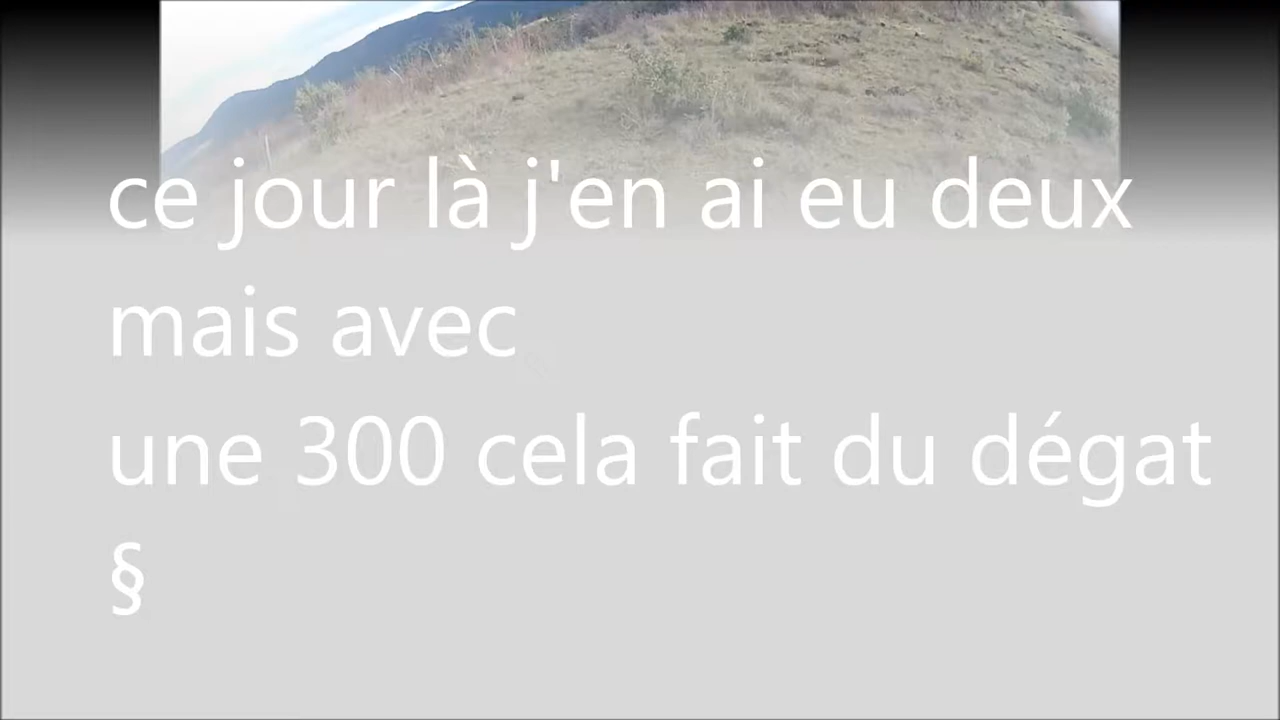 ce jour là j'en ai eu deux
mais avec
une 300 cela fait du dégat
§